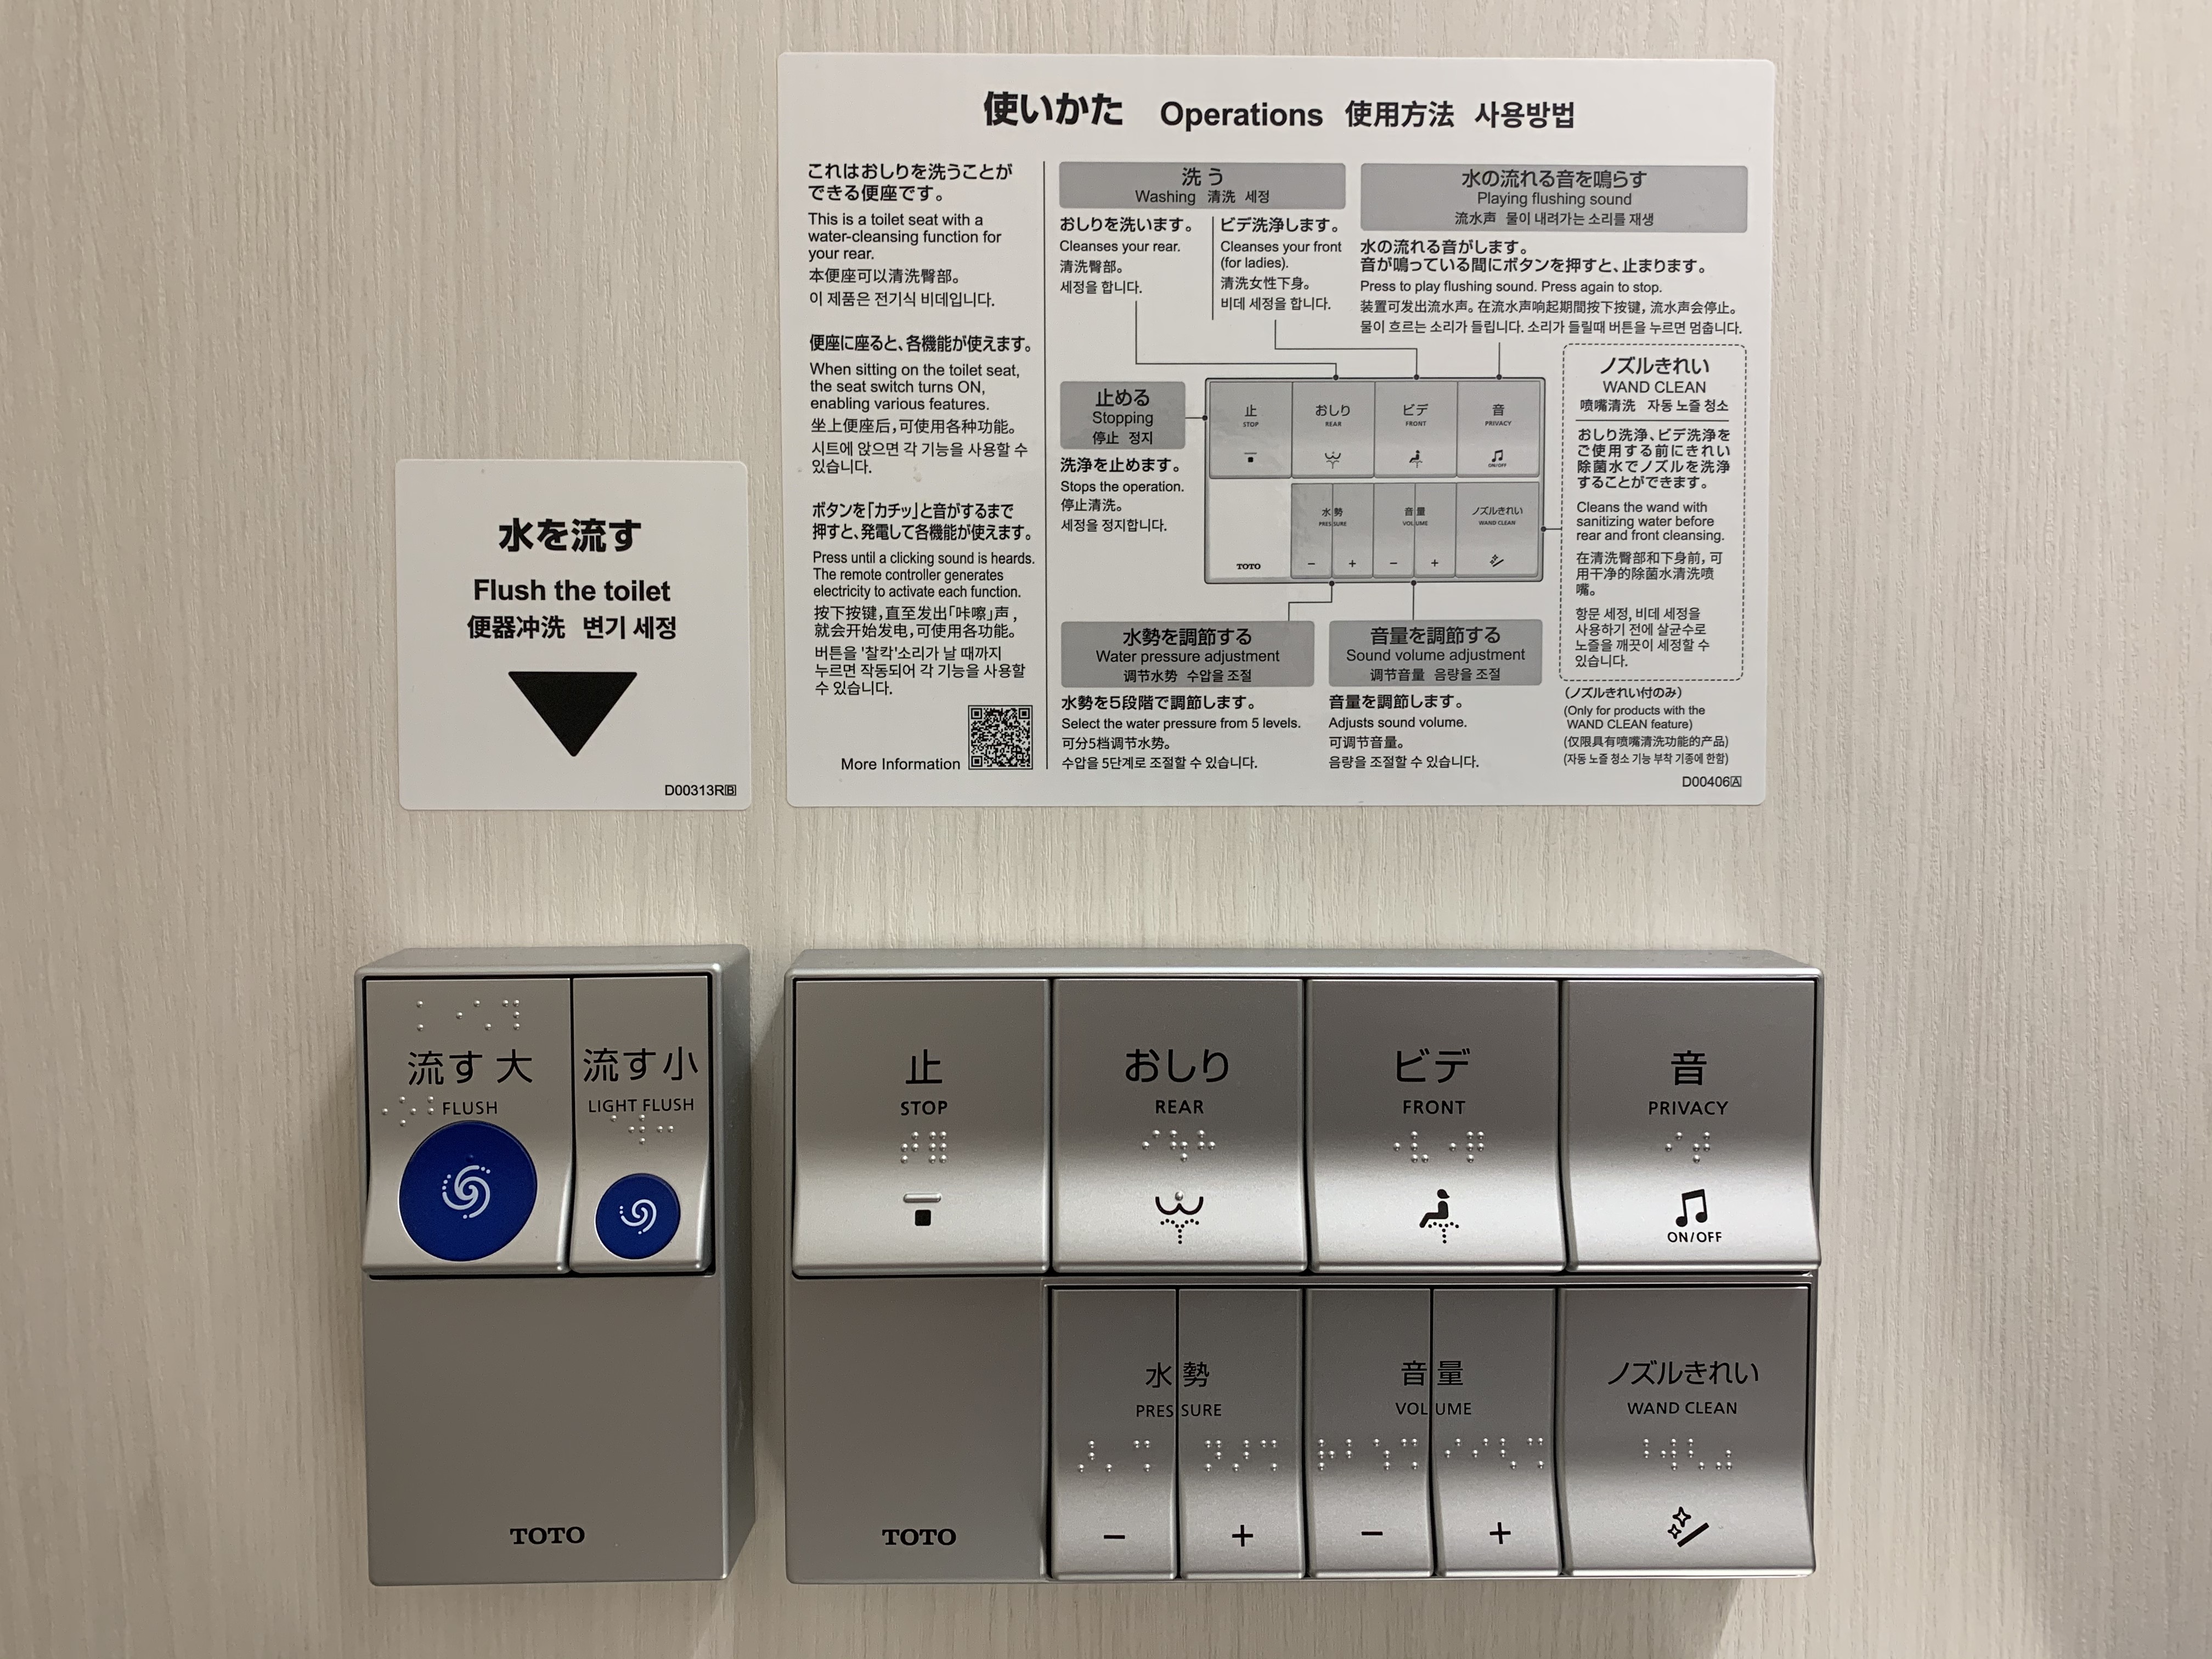 使いかた Operations 使用方法 사용방법
これはおしりを洗うことが
できる便座です。
This is a toilet seat with a
water-cleansing function for
your rear.
本便座可以清洗臀部。
이 제품은 전기식 비데입니다.
便座に座ると、各機能が使えます。
When sitting on the toilet seat,
the seat switch turns ON,
enabling various features.
坐上便座后，可使用各种功能。
시트에 앉으면 각 기능을 사용할 수
있습니다.
ボタンを「カチッ」と音がするまで
押すと、発電して各機能が使えます。
Press until a clicking sound is heards.
The remote controller generates
electricity to activate each function.
按下按键，直至发出「咔嚓」声，
就会开始发电，可使用各功能。
버튼을 '찰칵'소리가 날 때까지
누르면 작동되어 각 기능을 사용할
수 있습니다.
More Information
洗う
Washing 清洗 세정
おしりを洗います。
Cleanses your rear.
清洗臀部。
세정을 합니다.
ビデ洗浄します。
Cleanses your front
(for ladies).
清洗女性下身。
비데 세정을 합니다.
水の流れる音を鳴らす
Playing flushing sound
流水声 물이 내려가는 소리를 재생
水の流れる音がします。
音が鳴っている間にボタンを押すと、止まります。
Press to play flushing sound. Press again to stop.
装置可发出流水声。在流水声响起期間按下按键，流水声会停止。
물이 흐르는 소리가 들립니다. 소리가 들릴때 버튼을 누르면 멈춥니다.
止める
Stopping
停止 정지
洗浄を止めます。
Stops the operation.
停止清洗。
세정을 정지합니다.
止 おしり ビデ 音
STOP REAR FRONT PRIVACY
ON/OFF
水勢 音量 ノズルきれい
PRESSURE VOLUME WAND CLEAN
TOTO − + − +
ノズルきれい
WAND CLEAN
喷嘴清洗 자동 노즐 청소
おしり洗浄、ビデ洗浄を
ご使用する前にきれい
除菌水でノズルを洗浄
することができます。
Cleans the wand with
sanitizing water before
rear and front cleansing.
在清洗臀部和下身前，可
用干净的除菌水清洗喷
嘴。
항문 세정, 비데 세정을
사용하기 전에 살균수로
노즐을 깨끗이 세정할 수
있습니다.
（ノズルきれい付のみ）
(Only for products with the
WAND CLEAN feature)
(仅限具有喷嘴清洗功能的产品)
(자동 노즐 청소 기능 부착 기종에 한함)
D00406A
水勢を調節する
Water pressure adjustment
调节水势 수압을 조절
水勢を5段階で調節します。
Select the water pressure from 5 levels.
可分5档调节水势。
수압을 5단계로 조절할 수 있습니다.
音量を調節する
Sound volume adjustment
调节音量 음량을 조절
音量を調節します。
Adjusts sound volume.
可调节音量。
음량을 조절할 수 있습니다.
水を流す
Flush the toilet
便器冲洗 변기 세정
D00313RB
流す 大
FLUSH
流す小
LIGHT FLUSH
TOTO
止
STOP
おしり
REAR
ビデ
FRONT
音
PRIVACY
ON/OFF
水勢
PRESSURE
− +
音量
VOLUME
− +
ノズルきれい
WAND CLEAN
TOTO